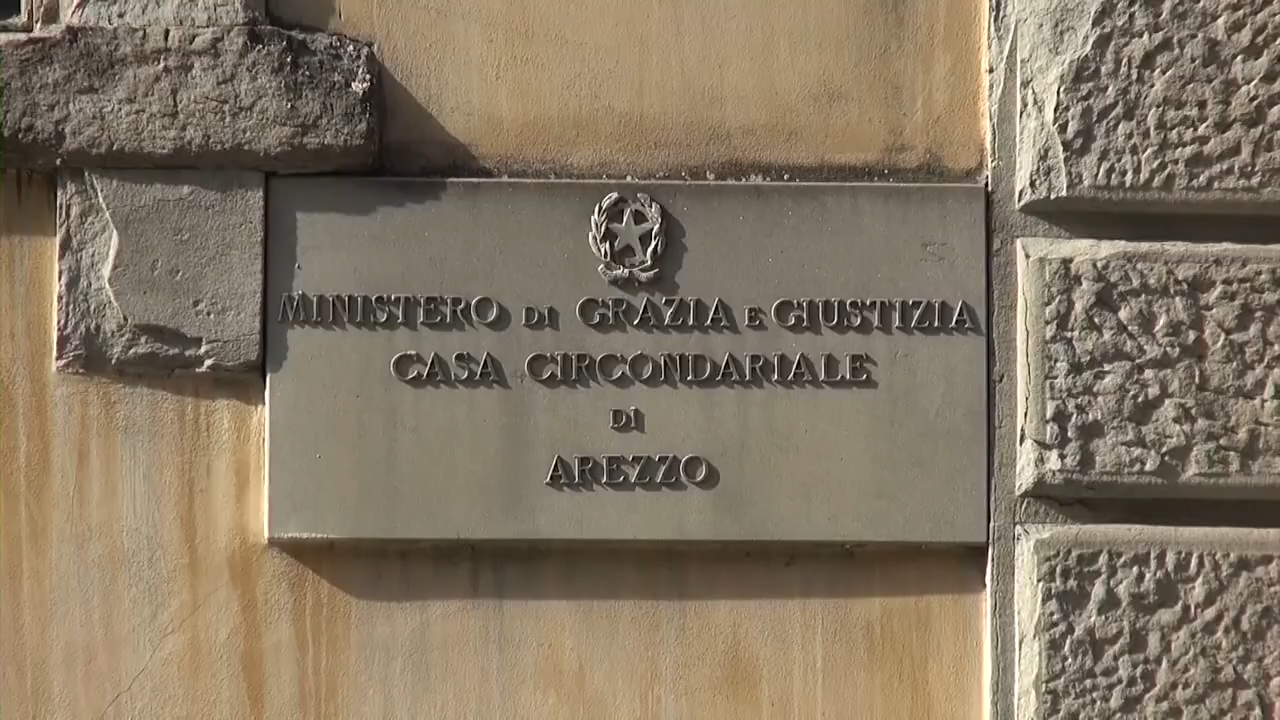 MINISTERO DI GRAZIA E GIUSTIZIA
CASA CIRCONDARIALE
DI
AREZZO